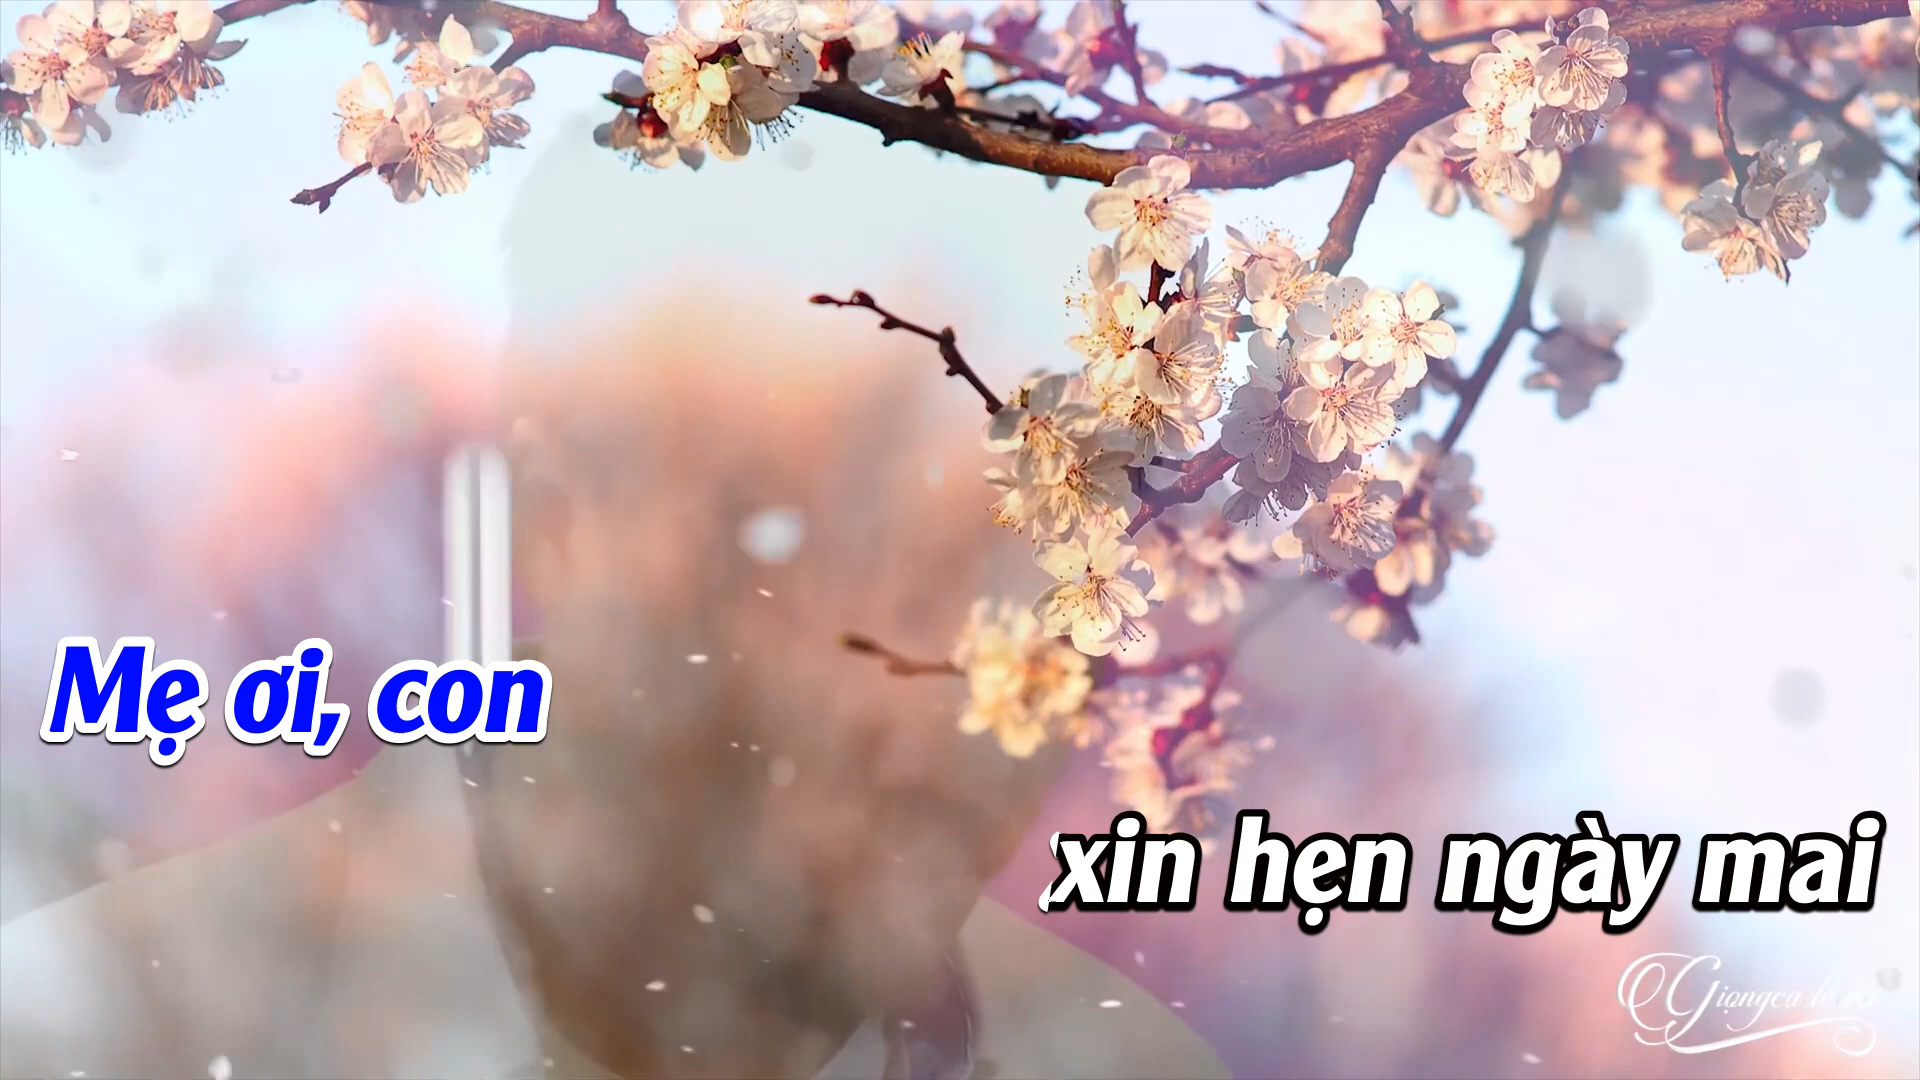 Mẹ ơi, con
xin hẹn ngày mai